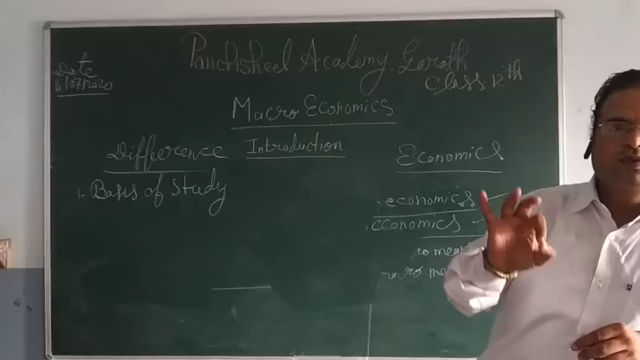 Panchsheel Academy, Garoth
Date
6/07/2020
Class 12th
Macro Economics
Introduction
Difference
1. Basis of Study
Economics
economics
economics